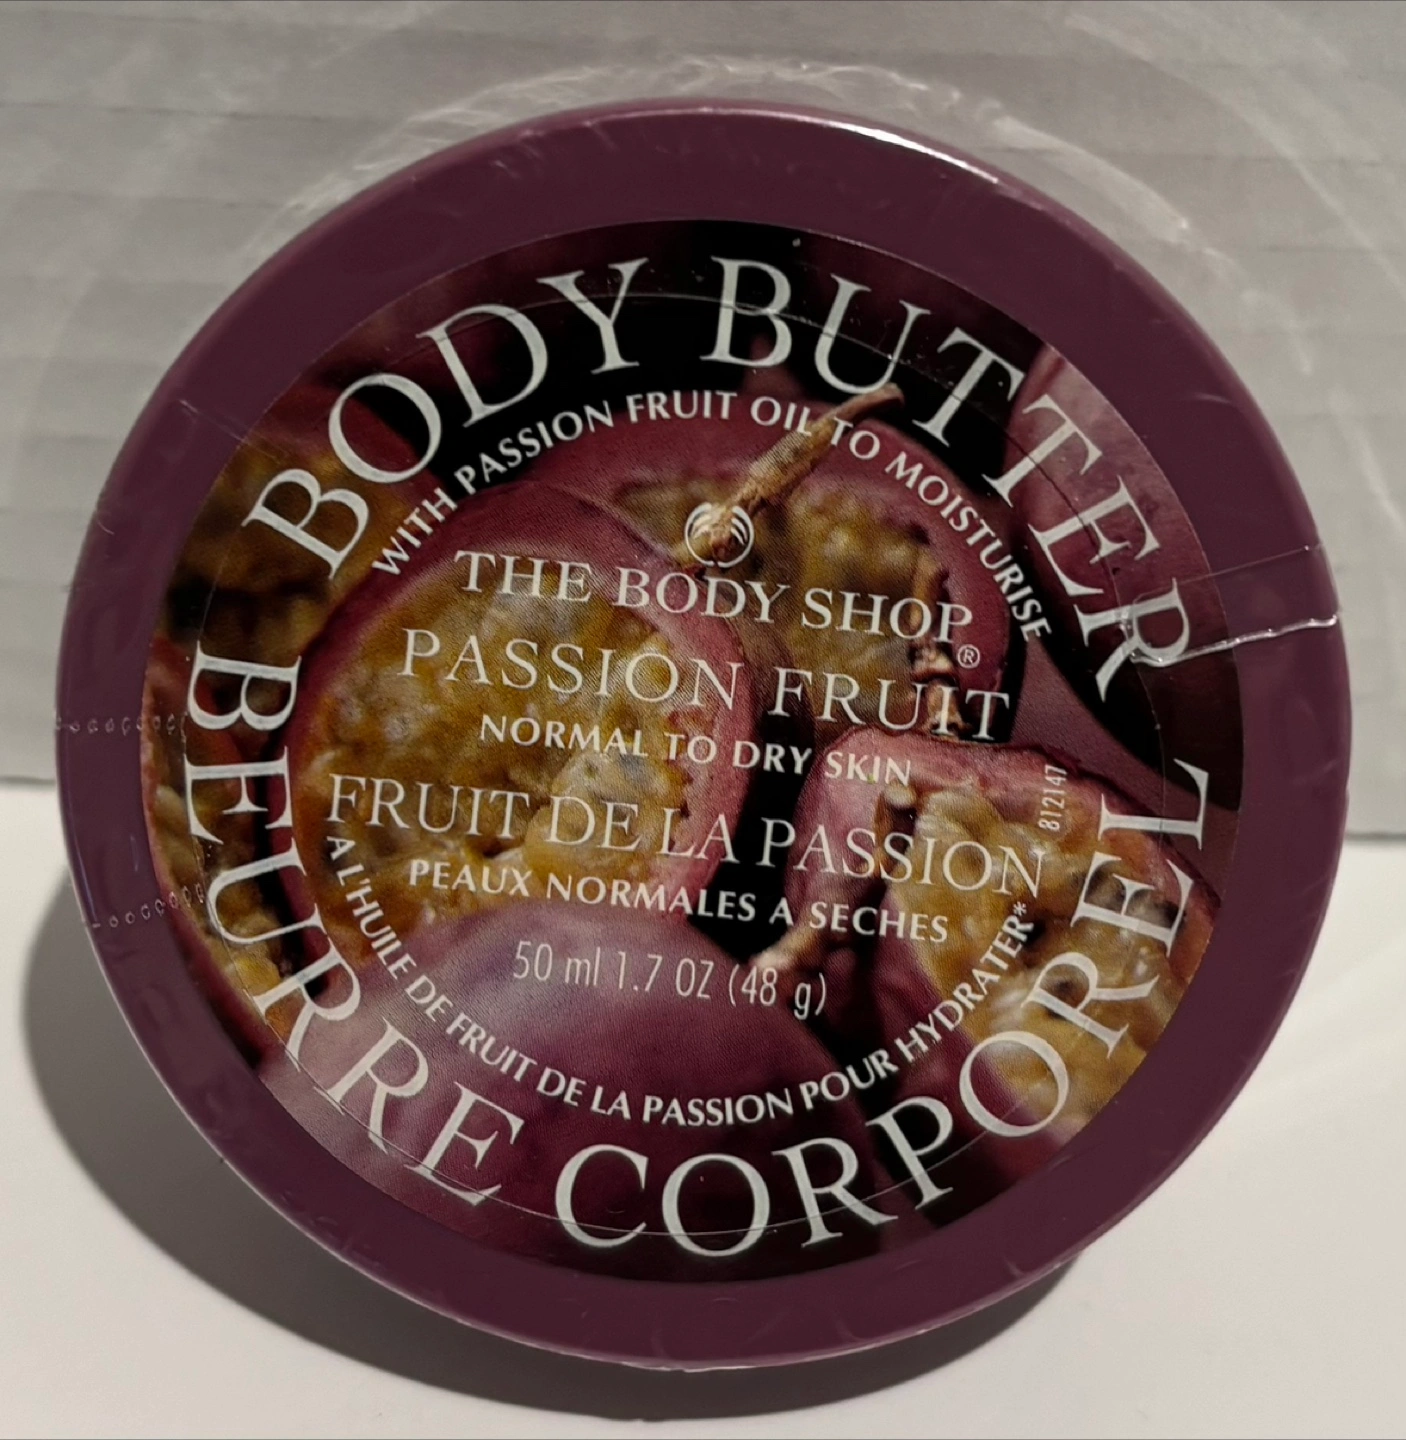 BODY BUTTER
WITH PASSION FRUIT OIL TO MOISTURISE
THE BODY SHOP®
PASSION FRUIT
NORMAL TO DRY SKIN
FRUIT DE LA PASSION
PEAUX NORMALES A SECHES
50 ml 1.7 OZ (48 g)
812147
A L'HUILE DE FRUIT DE LA PASSION POUR HYDRATER*
BEURRE CORPOREL